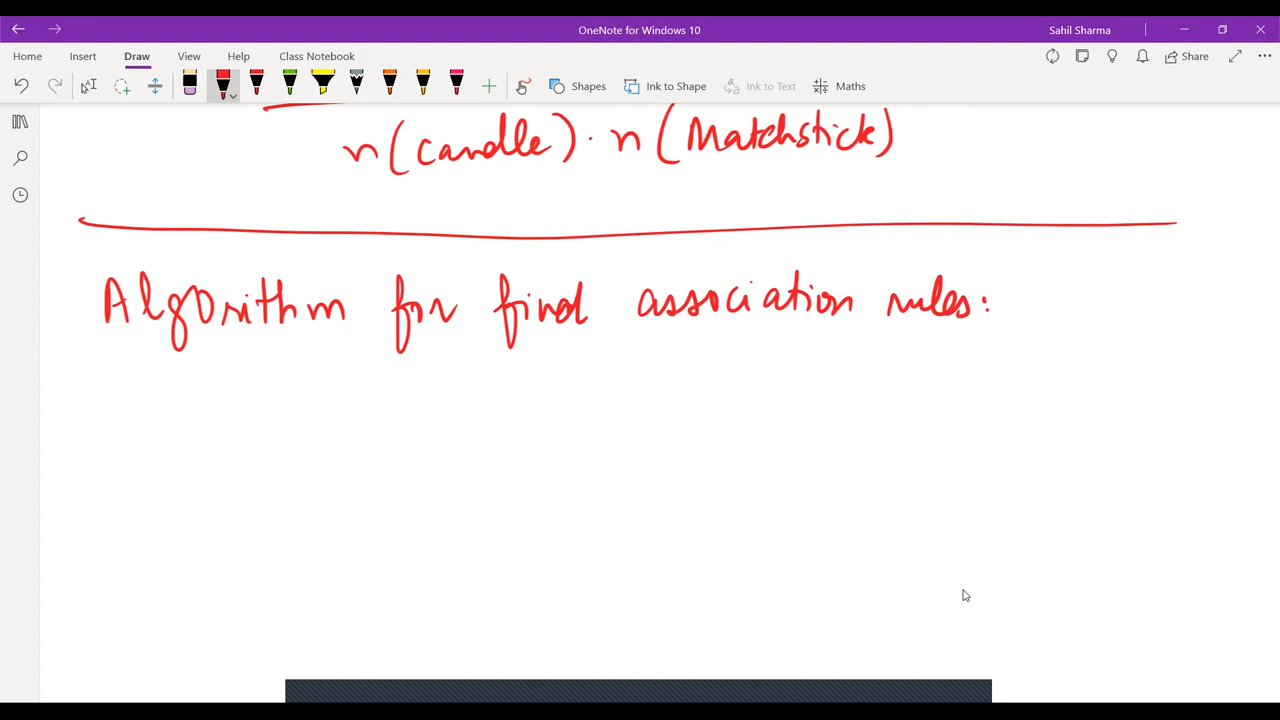 OneNote for Windows 10
Sahil Sharma
Home Insert Draw View Help Class Notebook
Share
Shapes Ink to Shape Ink to Text Maths
n(candle) · n(Matchstick)
Algorithm for find association rules: